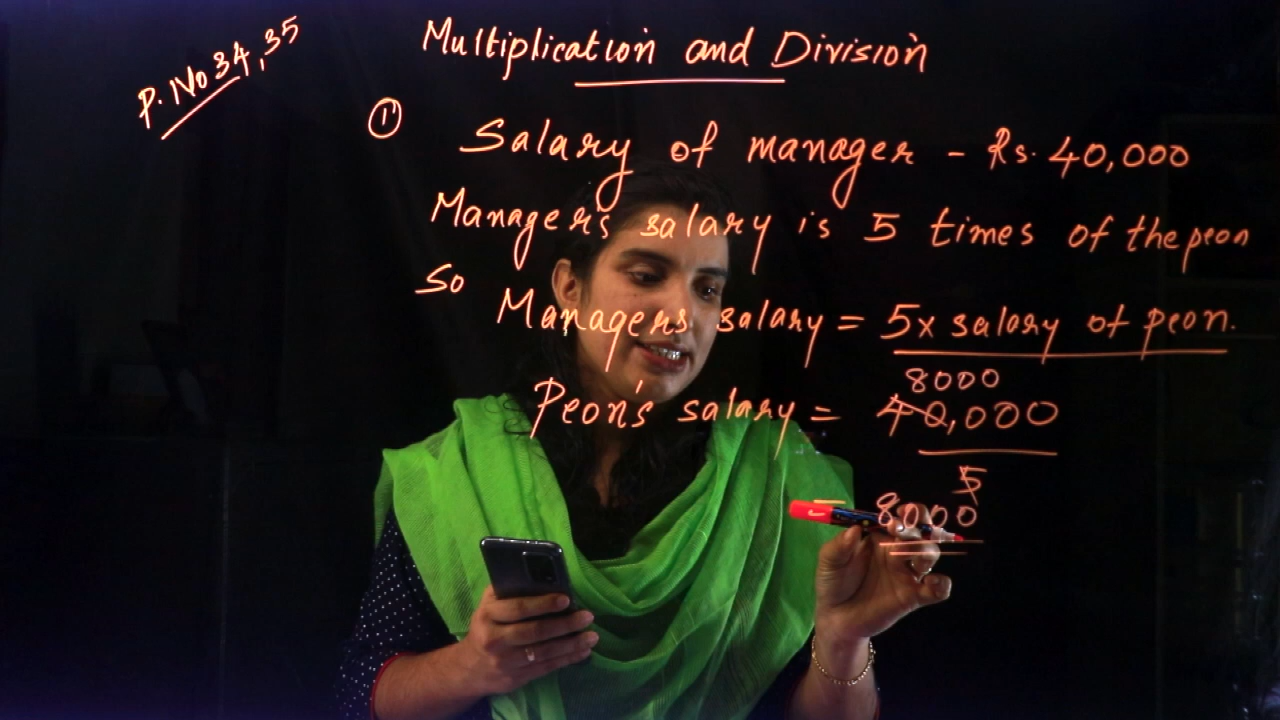 P. No 34, 35
Multiplication and Division
① Salary of manager - Rs. 40,000
Manager's salary is 5 times of the peon
So Managers salary = 5x salary of peon.
8000
Peon's salary = 40,000
5
8000